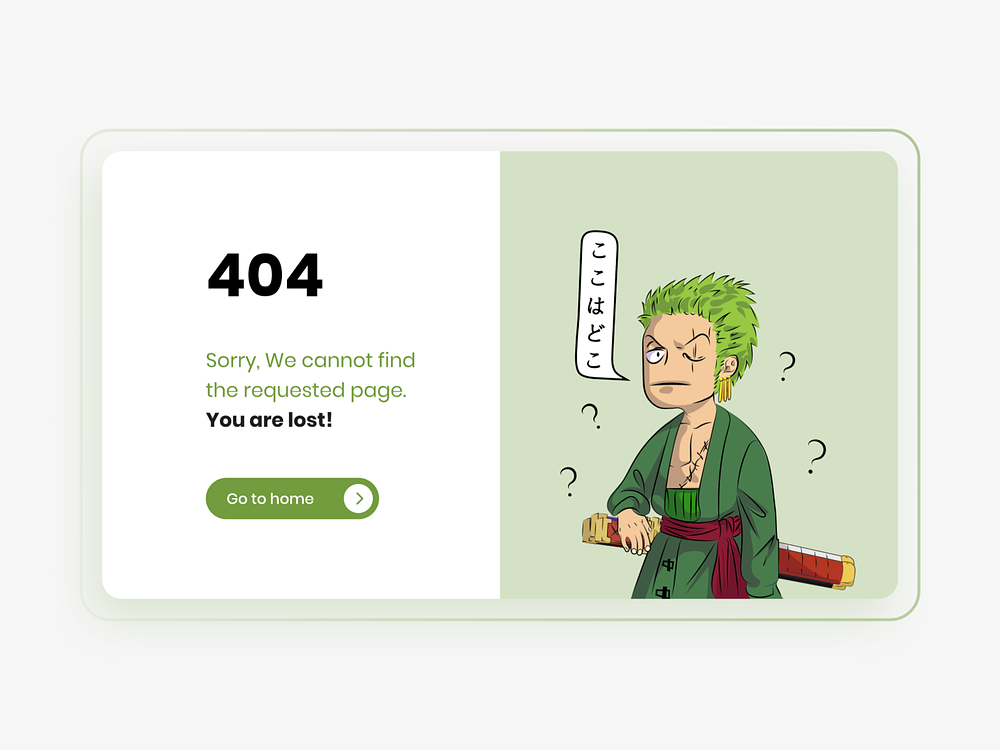 404
Sorry, We cannot find
the requested page.
You are lost!
Go to home
ここはどこ
?
?
?
?